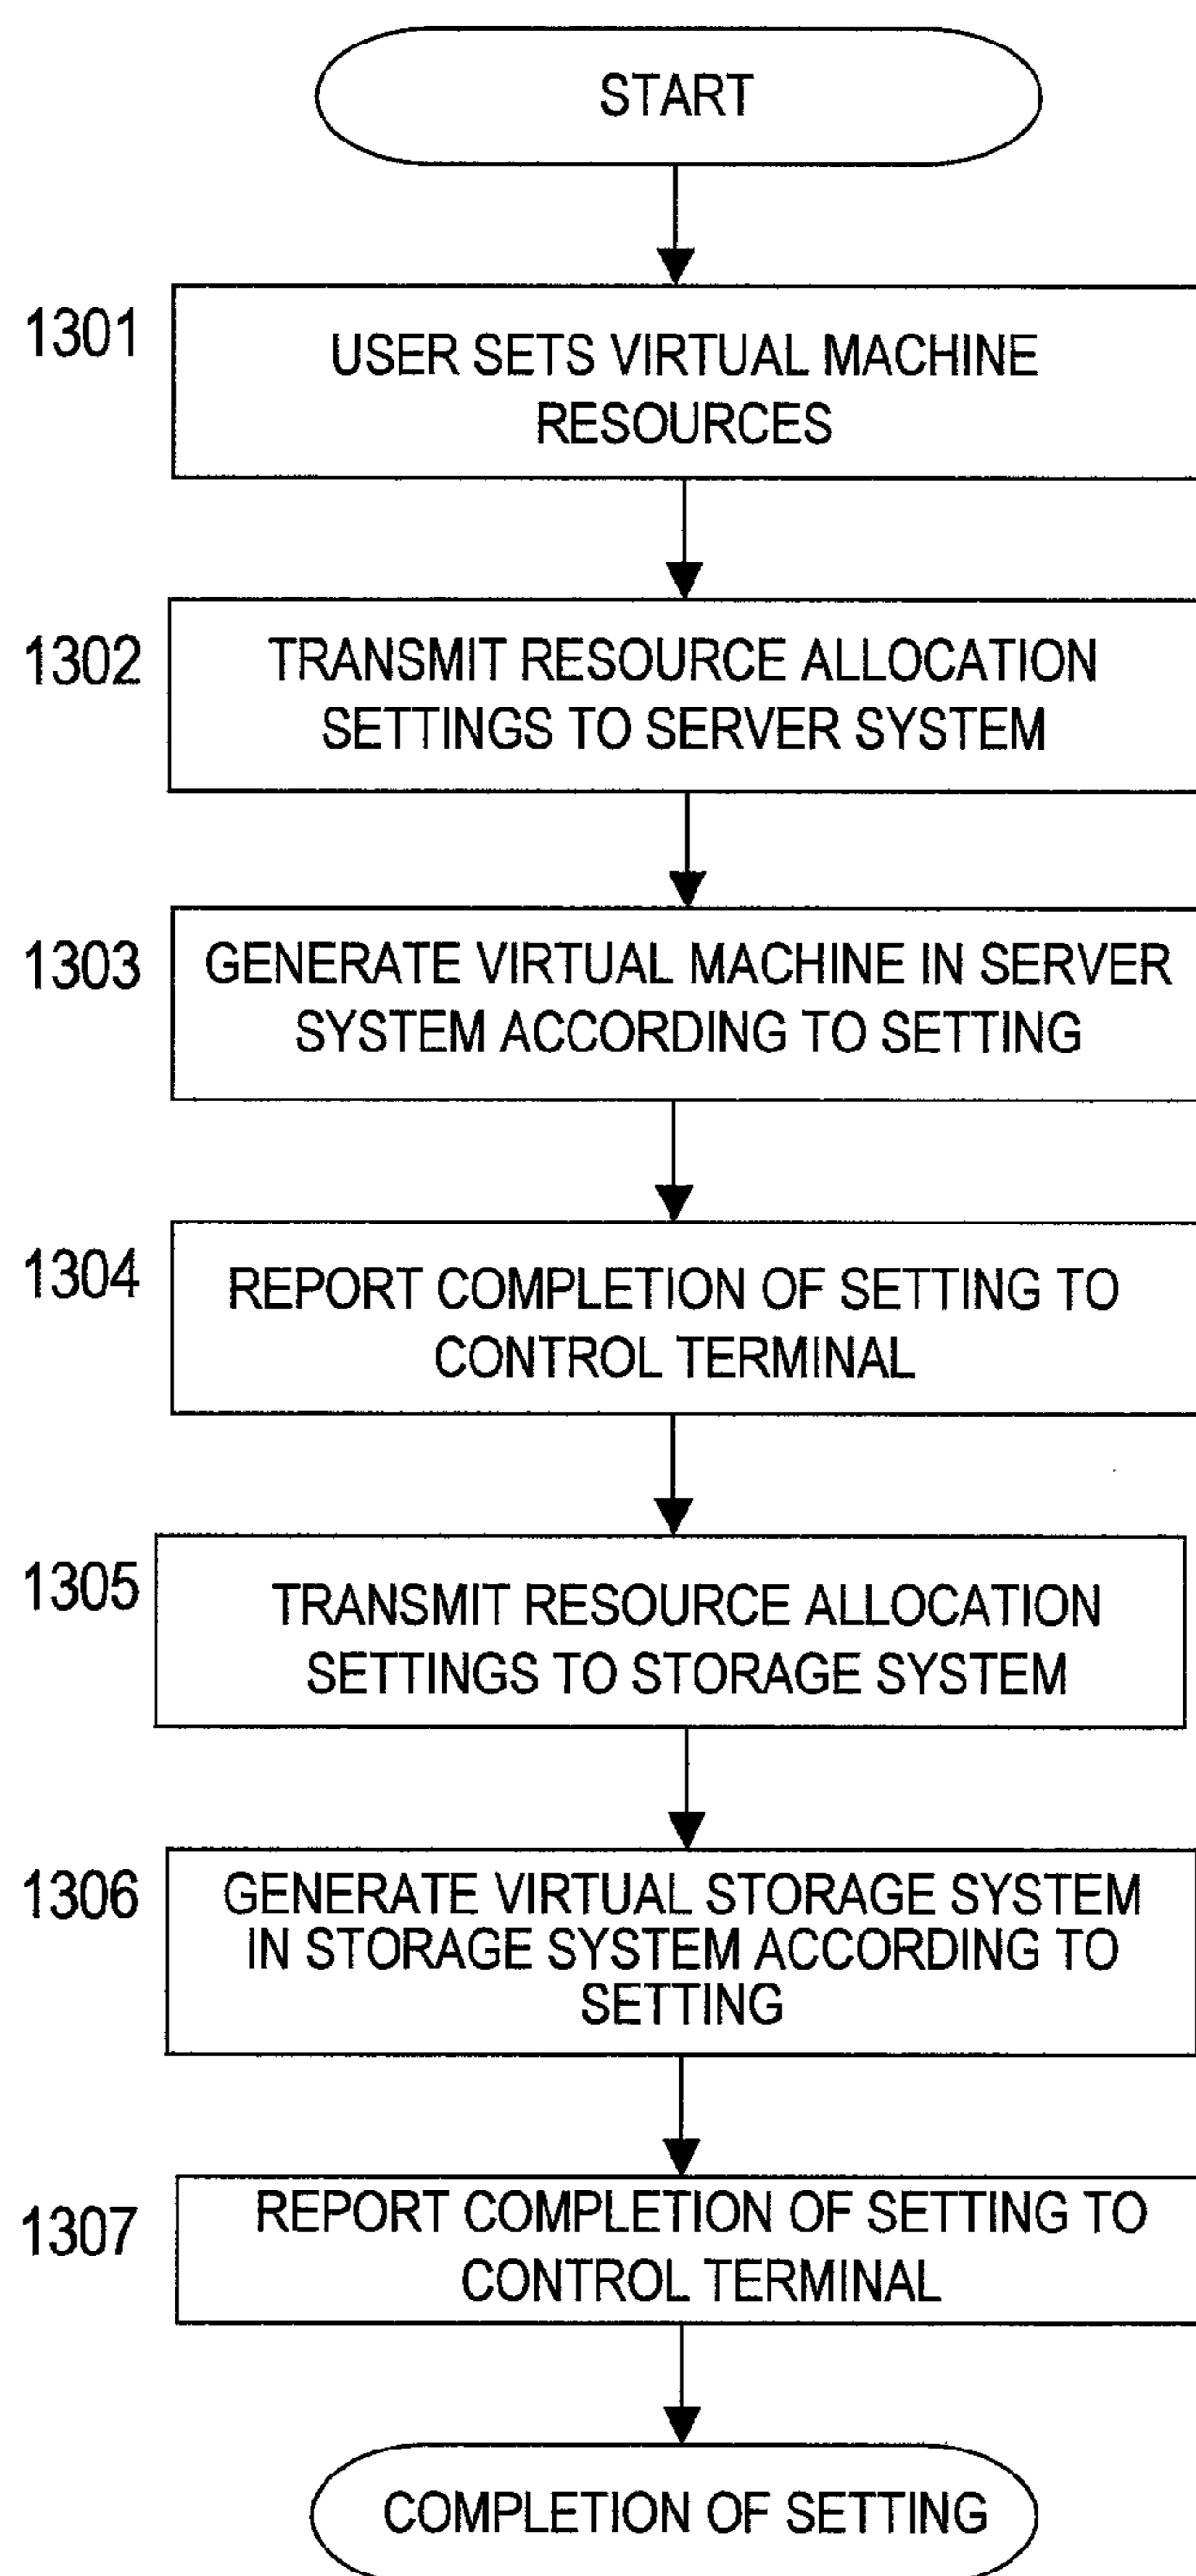 START
1301
USER SETS VIRTUAL MACHINE
RESOURCES
1302
TRANSMIT RESOURCE ALLOCATION
SETTINGS TO SERVER SYSTEM
1303
GENERATE VIRTUAL MACHINE IN SERVER
SYSTEM ACCORDING TO SETTING
1304
REPORT COMPLETION OF SETTING TO
CONTROL TERMINAL
1305
TRANSMIT RESOURCE ALLOCATION
SETTINGS TO STORAGE SYSTEM
1306
GENERATE VIRTUAL STORAGE SYSTEM
IN STORAGE SYSTEM ACCORDING TO
SETTING
1307
REPORT COMPLETION OF SETTING TO
CONTROL TERMINAL
COMPLETION OF SETTING